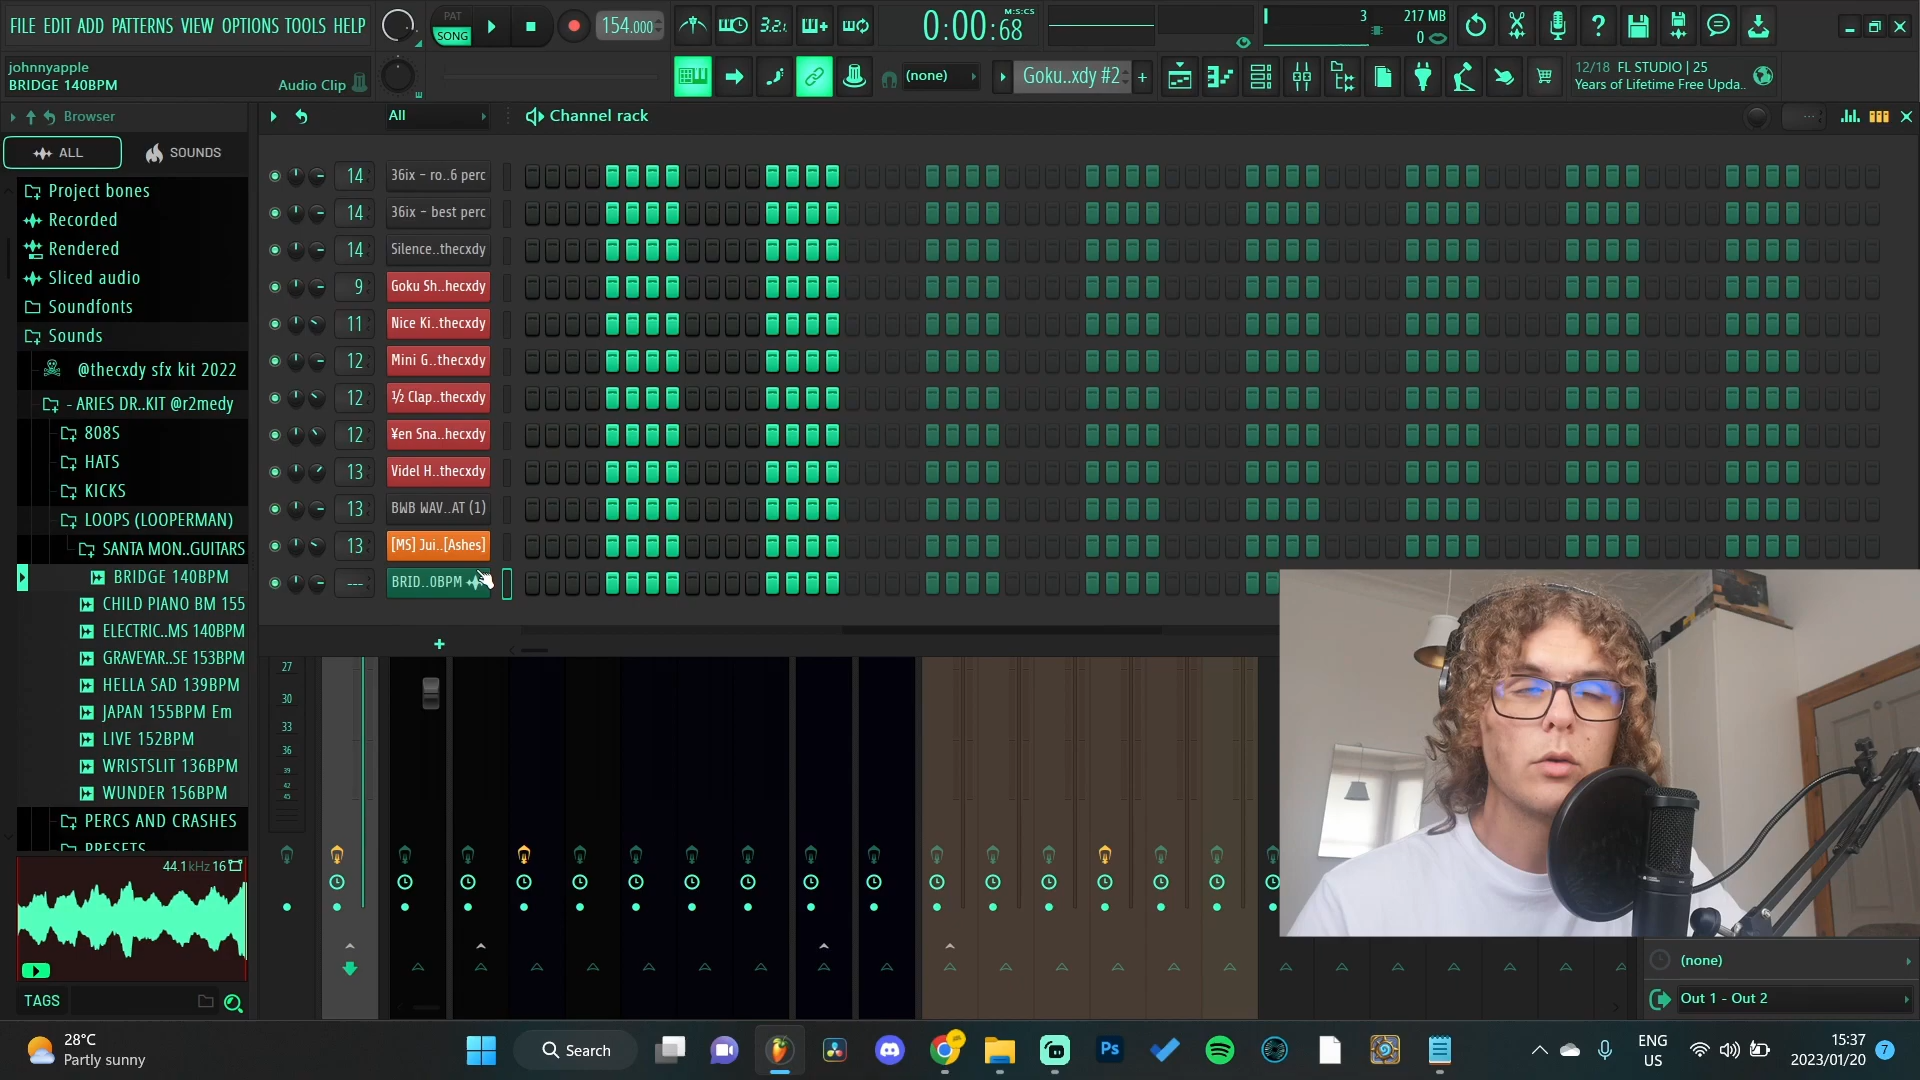 FILE EDIT ADD PATTERNS VIEW OPTIONS TOOLS HELP
PAT
SONG
154.000
3.2.
0:00:68
M:S:CS
3
217 MB
0
johnnyapple
BRIDGE 140BPM
Audio Clip
(none)
Goku..xdy #2
12/18 FL STUDIO | 25
Years of Lifetime Free Upda..
Browser
All
Channel rack
ALL
SOUNDS
Project bones
Recorded
Rendered
Sliced audio
Soundfonts
Sounds
@thecxdy sfx kit 2022
- ARIES DR..KIT @r2medy
808S
HATS
KICKS
LOOPS (LOOPERMAN)
SANTA MON..GUITARS
BRIDGE 140BPM
CHILD PIANO BM 155
ELECTRIC..MS 140BPM
GRAVEYAR..SE 153BPM
HELLA SAD 139BPM
JAPAN 155BPM Em
LIVE 152BPM
WRISTSLIT 136BPM
WUNDER 156BPM
PERCS AND CRASHES
PRESETS
44.1kHz 16
TAGS
14 36ix - ro..6 perc
14 36ix - best perc
14 Silence..thecxdy
9 Goku Sh..hecxdy
11 Nice Ki..thecxdy
12 Mini G..thecxdy
12 ½ Clap..thecxdy
12 ¥en Sna..hecxdy
13 Videl H..thecxdy
13 BWB WAV..AT (1)
13 [MS] Jui..[Ashes]
--- BRID..0BPM
27
30
33
36
39
42
45
(none)
Out 1 - Out 2
28°C
Partly sunny
Search
Ps
ENG
US
15:37
2023/01/20
7